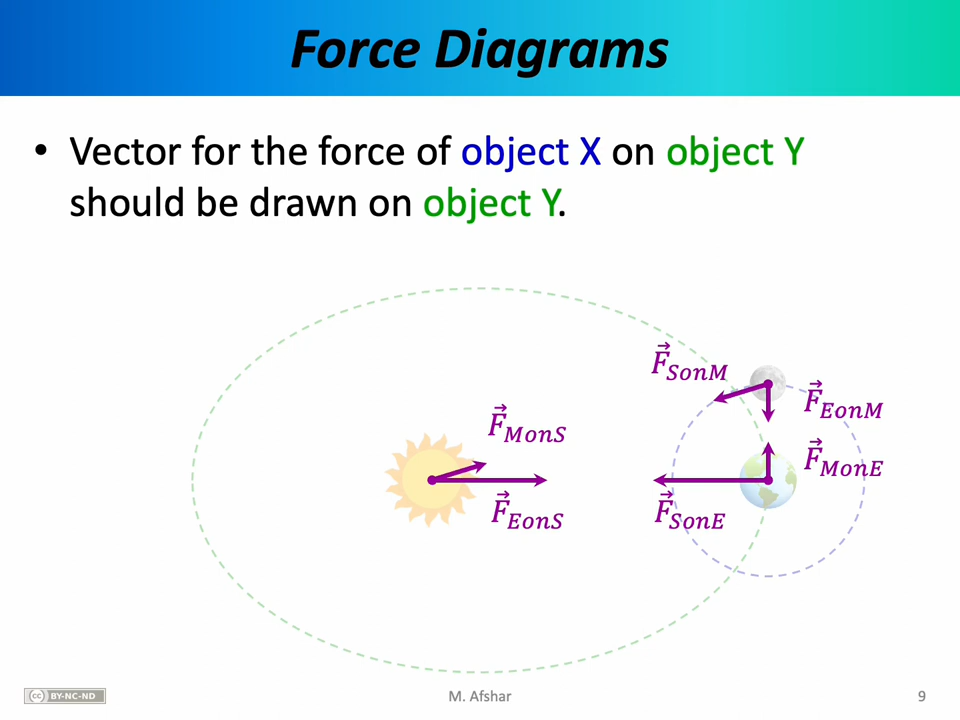 Force Diagrams
• Vector for the force of object X on object Y
should be drawn on object Y.
F⃗SonM
F⃗EonM
F⃗MonS
F⃗MonE
F⃗EonS
F⃗SonE
cc BY-NC-ND
M. Afshar
9